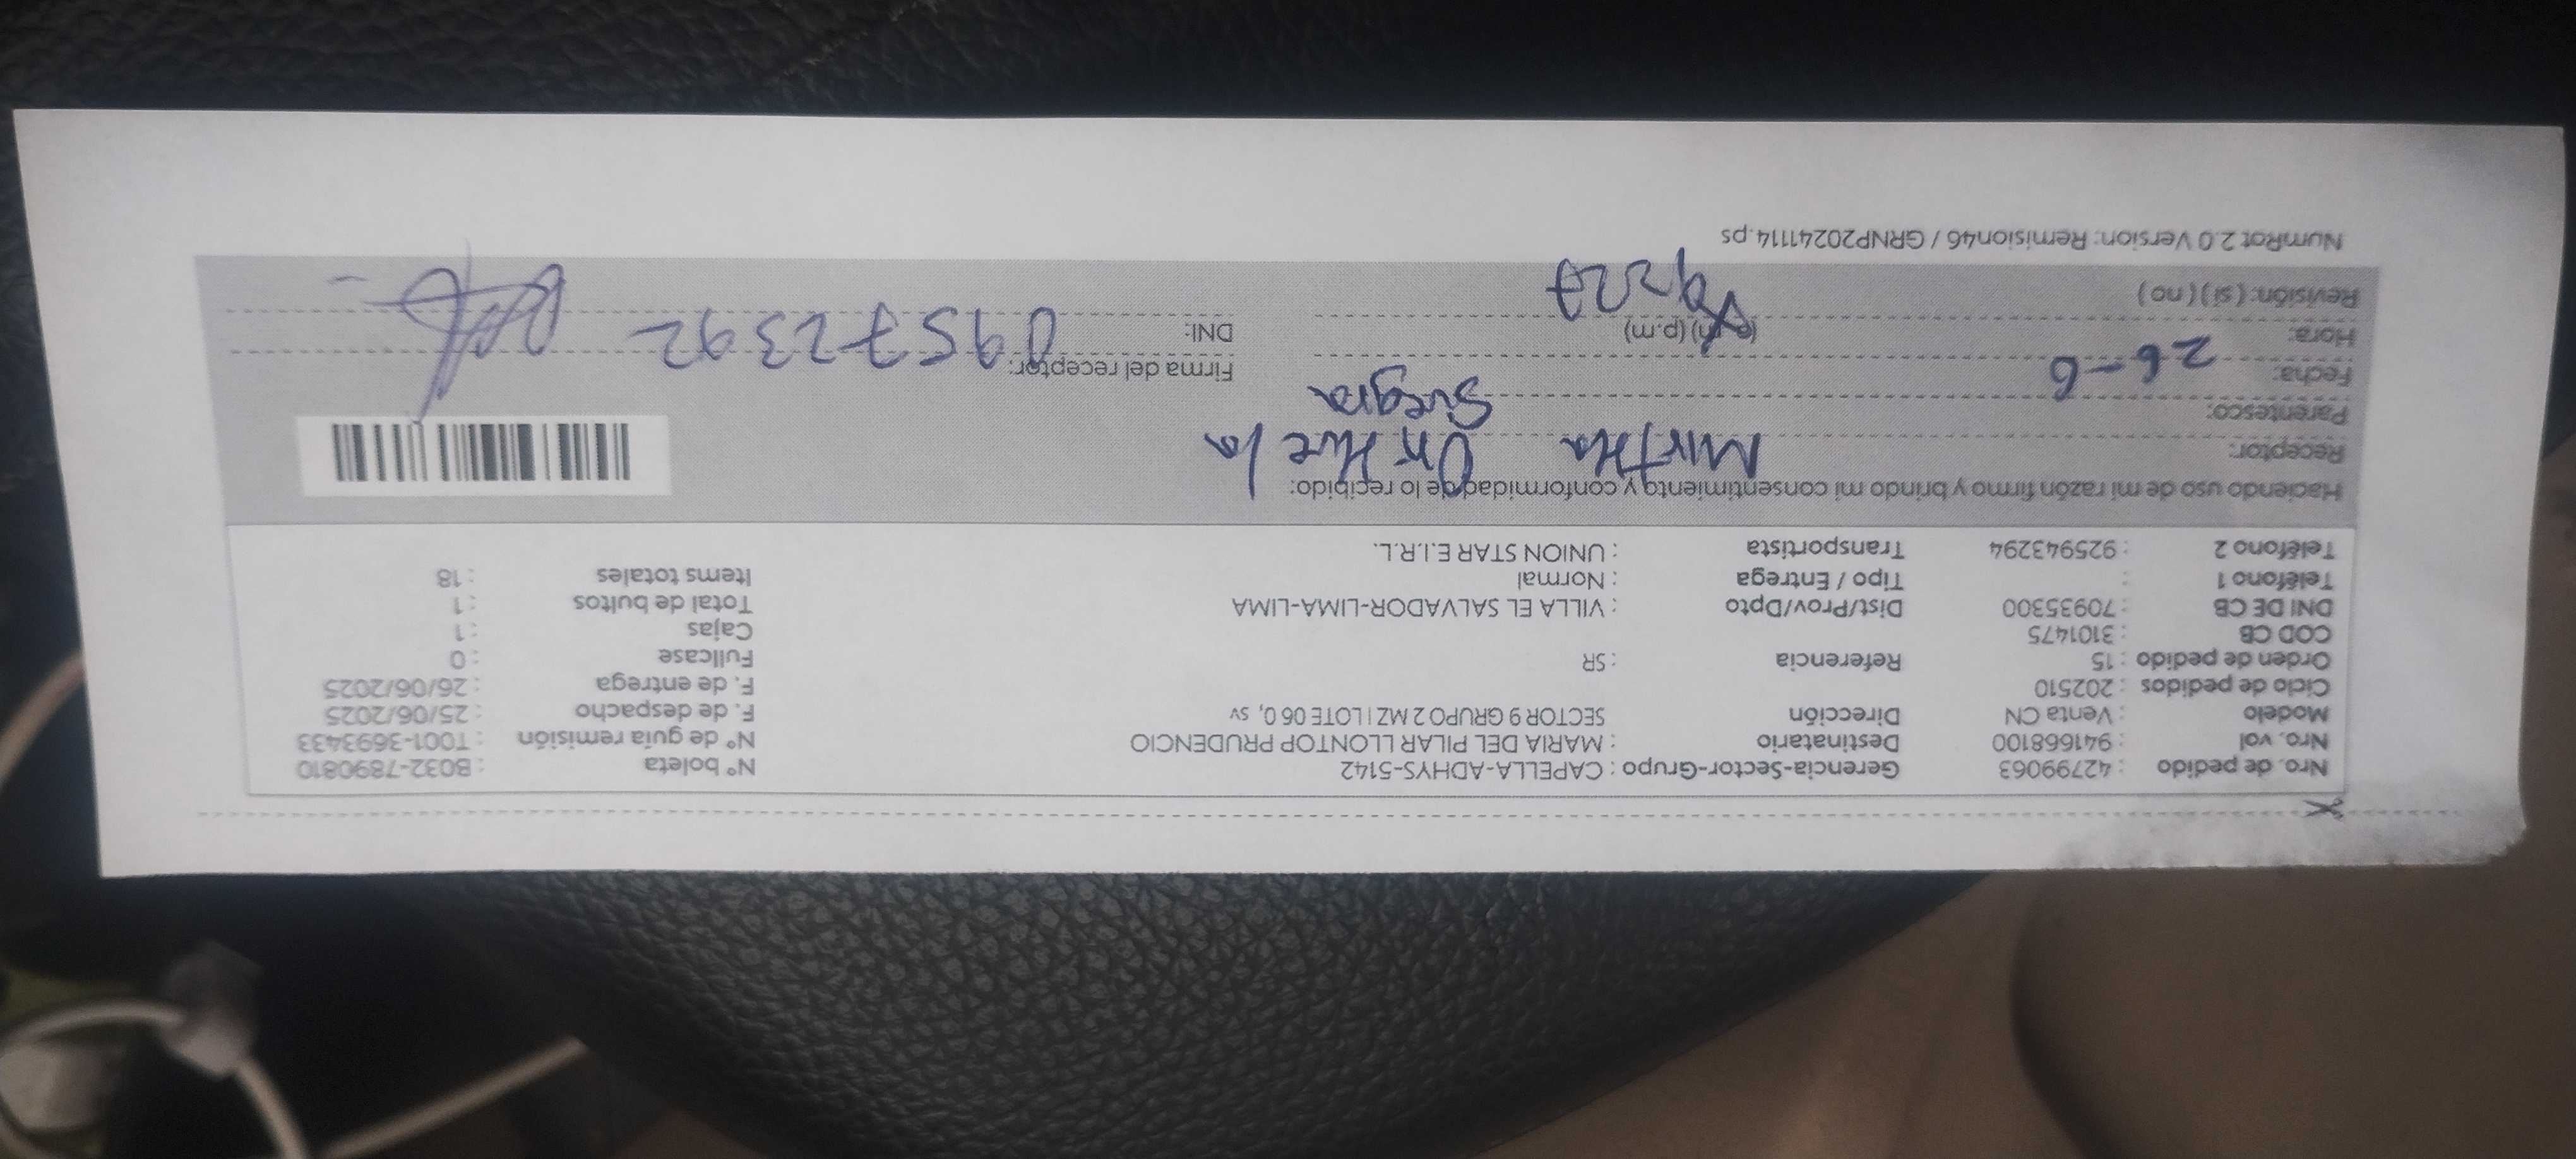 Nro. de pedido : 42799063 Gerencia-Sector-Grupo : CAPELLA-ADHYS-5142 N° boleta : B032-7890810
Nro. vol : 941668100 Destinatario : MARIA DEL PILAR LLONTOP PRUDENCIO N° de guía remisión : T001-3693433
Modelo : Venta CN Dirección SECTOR 9 GRUPO 2 MZ I LOTE 06 0, sv F. de despacho : 25/06/2025
Ciclo de pedidos : 202510 F. de entrega : 26/06/2025
Orden de pedido : 15 Referencia : SR Fullcase : 0
COD CB : 3101475 Cajas : 1
DNI DE CB : 70935300 Dist/Prov/Dpto : VILLA EL SALVADOR-LIMA-LIMA Total de bultos : 1
Teléfono 1 : Tipo / Entrega : Normal Items totales : 18
Teléfono 2 : 925943294 Transportista : UNION STAR E.I.R.L.
Haciendo uso de mi razón firmo y brindo mi consentimiento y conformidad de lo recibido:
Receptor: Mirtha
Parentesco: Suegra
Fecha: 26-6 Firma del receptor:
Hora: (a.m) (p.m) DNI: 09572392
Revisión: ( si ) ( no )
NumRot 2.0 Version: Remision46 / GRNP20241114.ps